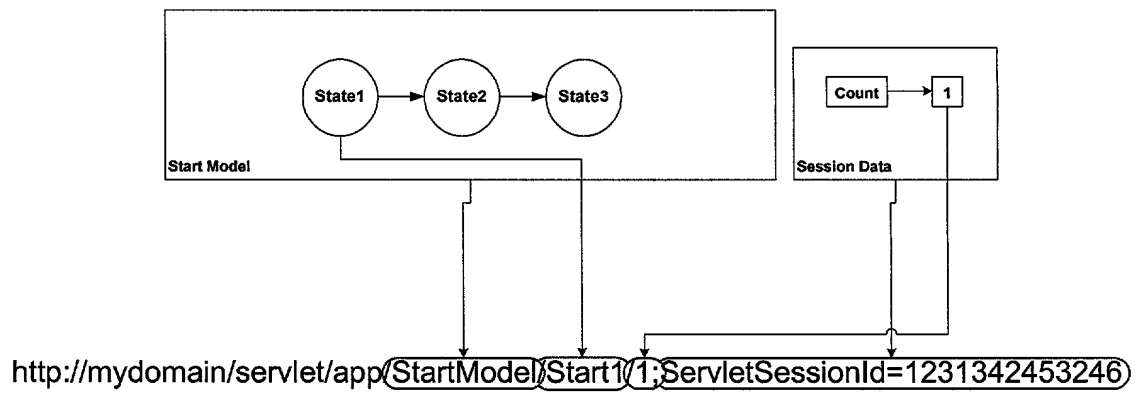 State1 State2 State3
Count 1
Start Model
Session Data
http://mydomain/servlet/app/StartModel/Start1/1;ServletSessionId=1231342453246